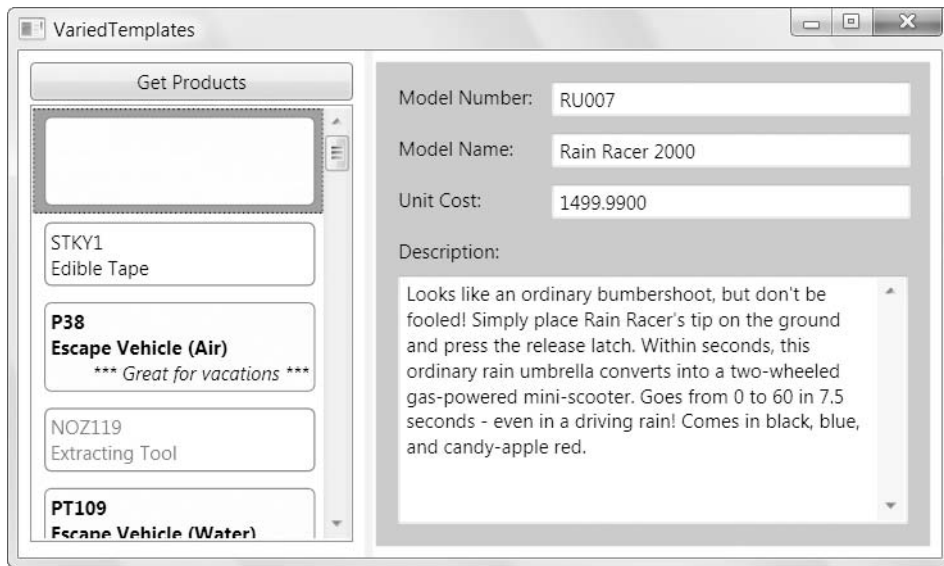 VariedTemplates
Get Products
STKY1
Edible Tape
P38
Escape Vehicle (Air)
*** Great for vacations ***
NOZ119
Extracting Tool
PT109
Escape Vehicle (Water)
Model Number:
RU007
Model Name:
Rain Racer 2000
Unit Cost:
1499.9900
Description:
Looks like an ordinary bumbershoot, but don't be
fooled! Simply place Rain Racer's tip on the ground
and press the release latch. Within seconds, this
ordinary rain umbrella converts into a two-wheeled
gas-powered mini-scooter. Goes from 0 to 60 in 7.5
seconds - even in a driving rain! Comes in black, blue,
and candy-apple red.